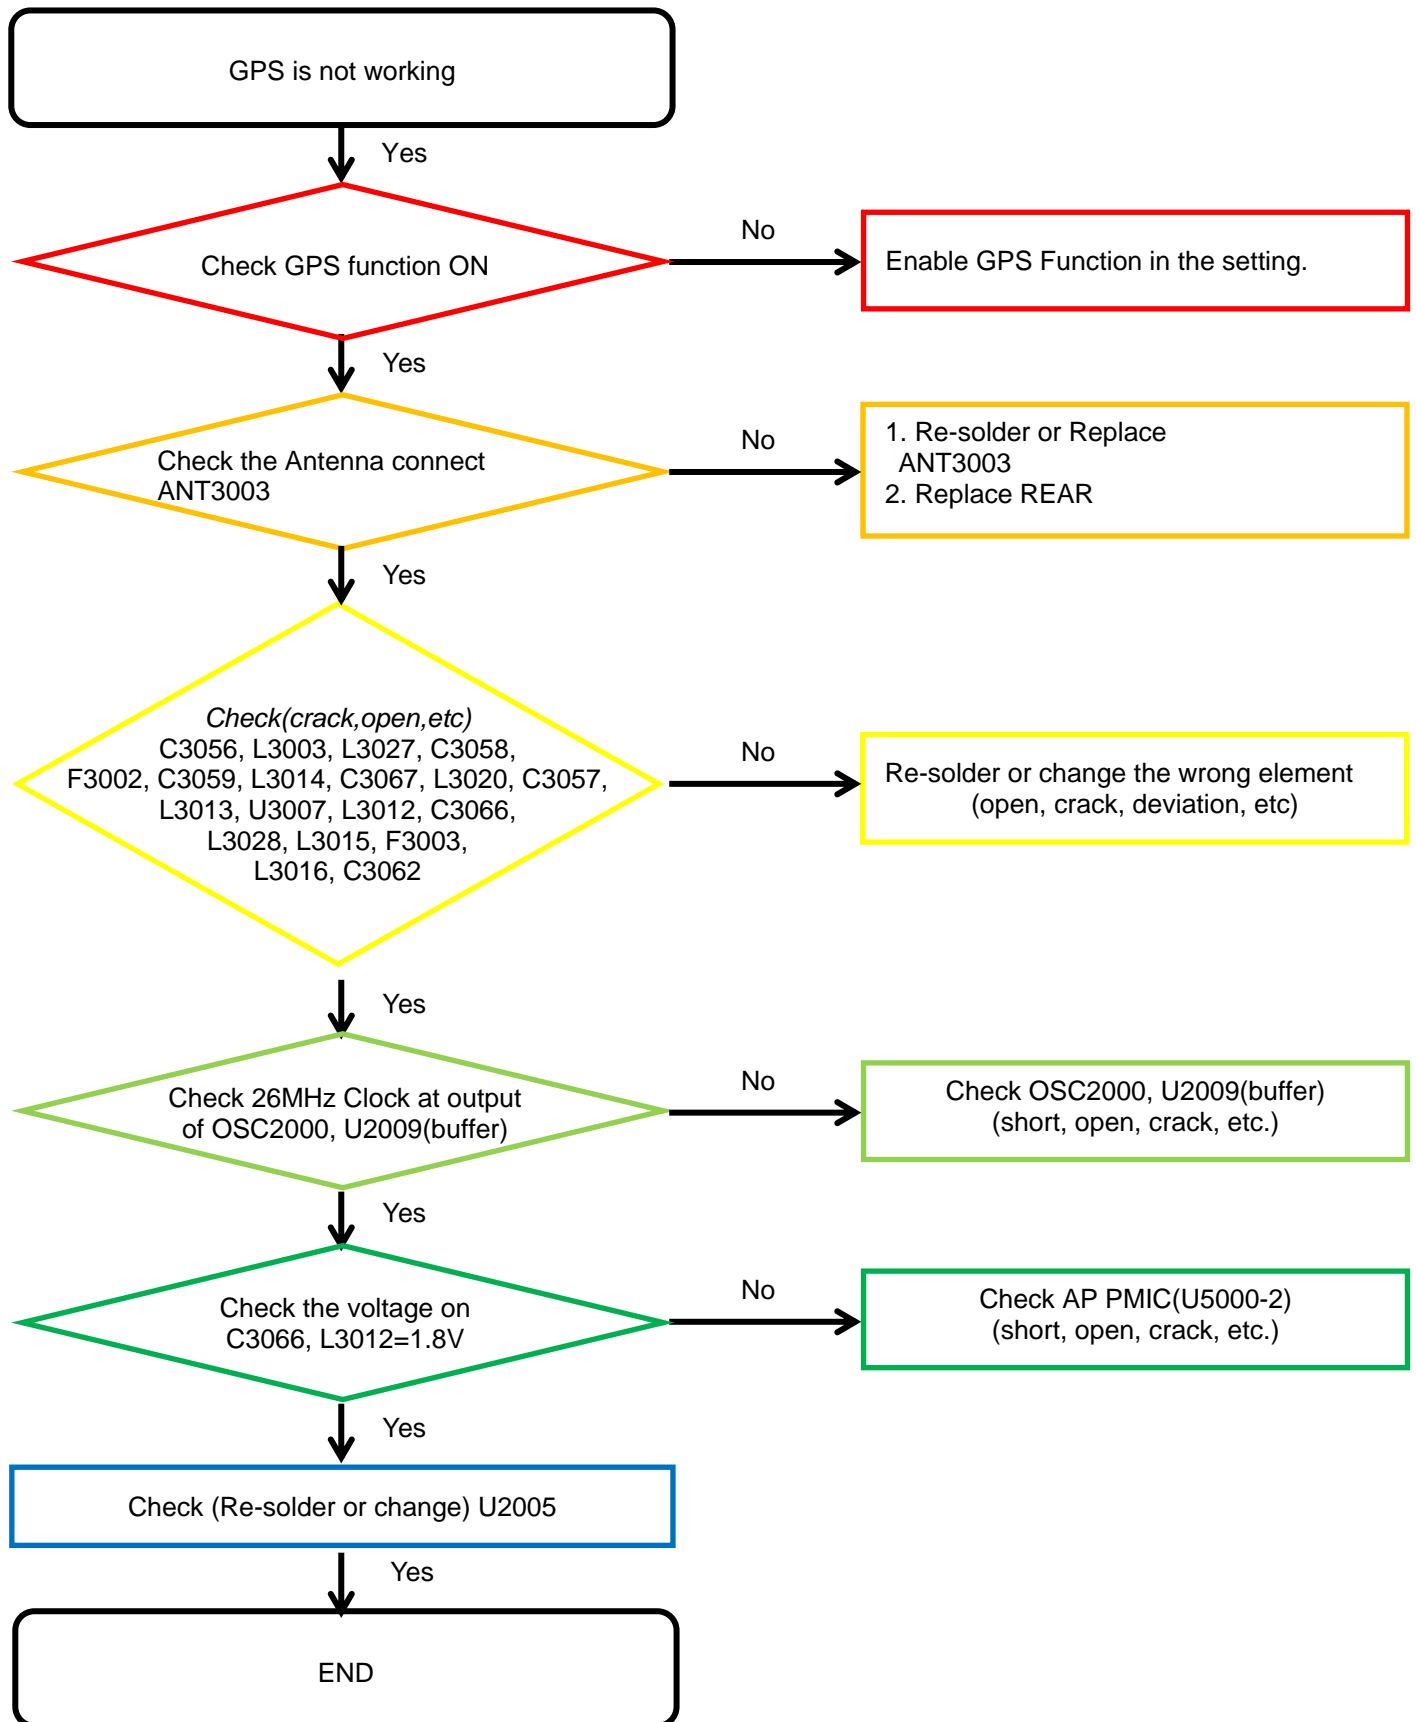 GPS is not working
Yes
Check GPS function ON
No
Enable GPS Function in the setting.
Yes
Check the Antenna connect
ANT3003
No
1. Re-solder or Replace
ANT3003
2. Replace REAR
Yes
Check(crack,open,etc)
C3056, L3003, L3027, C3058,
F3002, C3059, L3014, C3067, L3020, C3057,
L3013, U3007, L3012, C3066,
L3028, L3015, F3003,
L3016, C3062
No
Re-solder or change the wrong element
(open, crack, deviation, etc)
Yes
Check 26MHz Clock at output
of OSC2000, U2009(buffer)
No
Check OSC2000, U2009(buffer)
(short, open, crack, etc.)
Yes
Check the voltage on
C3066, L3012=1.8V
No
Check AP PMIC(U5000-2)
(short, open, crack, etc.)
Yes
Check (Re-solder or change) U2005
Yes
END